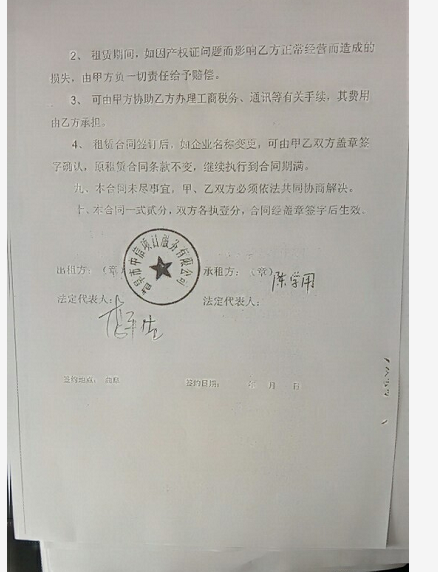 2、租赁期间，如因产权证问题而影响乙方正常经营而造成的
损失，由甲方负一切责任给予赔偿。
3、可由甲方协助乙方办理工商税务、通讯等有关手续，其费用
由乙方承担。
4、租赁合同签订后，如企业名称变更，可由甲乙双方盖章签
字确认，原租赁合同条款不变，继续执行到合同期满。
九、本合同未尽事宜，甲、乙双方必须依法共同协商解决。
十、本合同一式贰分，双方各执壹分，合同经盖章签字后生效。
出租方：（章）
承租方：（章）
陈学用
法定代表人：
法定代表人：
签约地点：
签约日期： 年 月 日